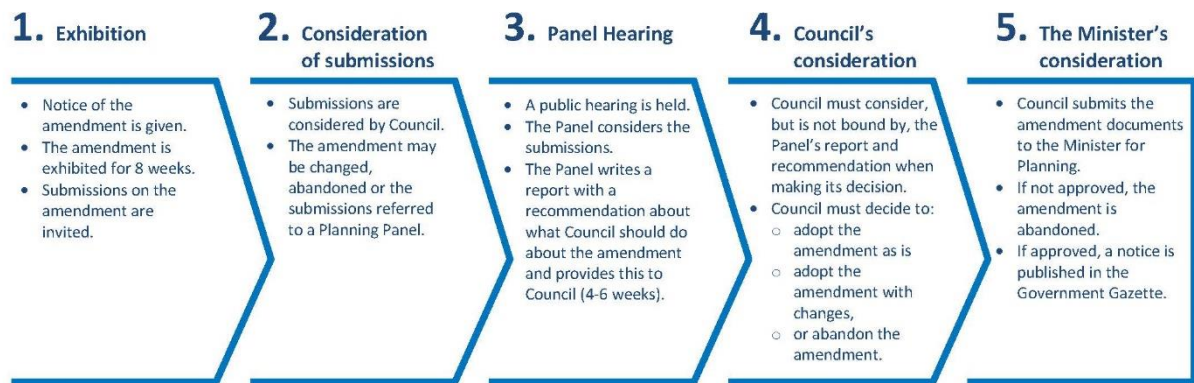 1. Exhibition
• Notice of the
amendment is given.
• The amendment is
exhibited for 8 weeks.
• Submissions on the
amendment are
invited.
2. Consideration
of submissions
• Submissions are
considered by Council.
• The amendment may
be changed,
abandoned or the
submissions referred
to a Planning Panel.
3. Panel Hearing
• A public hearing is held.
• The Panel considers the
submissions.
• The Panel writes a
report with a
recommendation about
what Council should do
about the amendment
and provides this to
Council (4-6 weeks).
4. Council's
consideration
• Council must consider,
but is not bound by, the
Panel's report and
recommendation when
making its decision.
• Council must decide to:
○ adopt the
amendment as is
○ adopt the
amendment with
changes,
○ or abandon the
amendment.
5. The Minister's
consideration
• Council submits the
amendment documents
to the Minister for
Planning.
• If not approved, the
amendment is
abandoned.
• If approved, a notice is
published in the
Government Gazette.